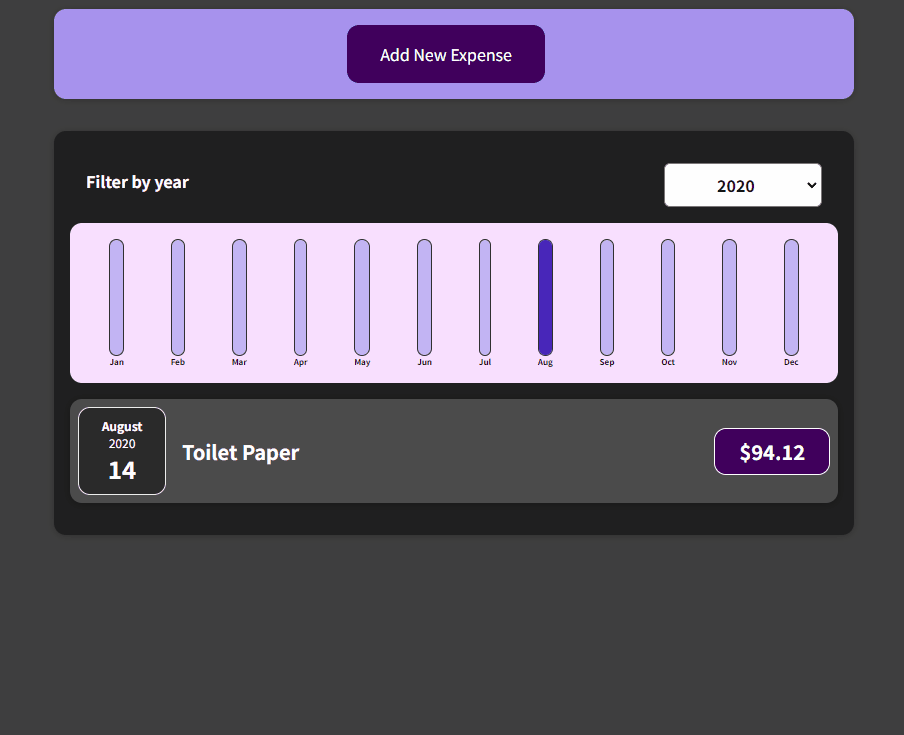 Add New Expense
Filter by year
2020
Jan Feb Mar Apr May Jun Jul Aug Sep Oct Nov Dec
August
2020
14
Toilet Paper
$94.12